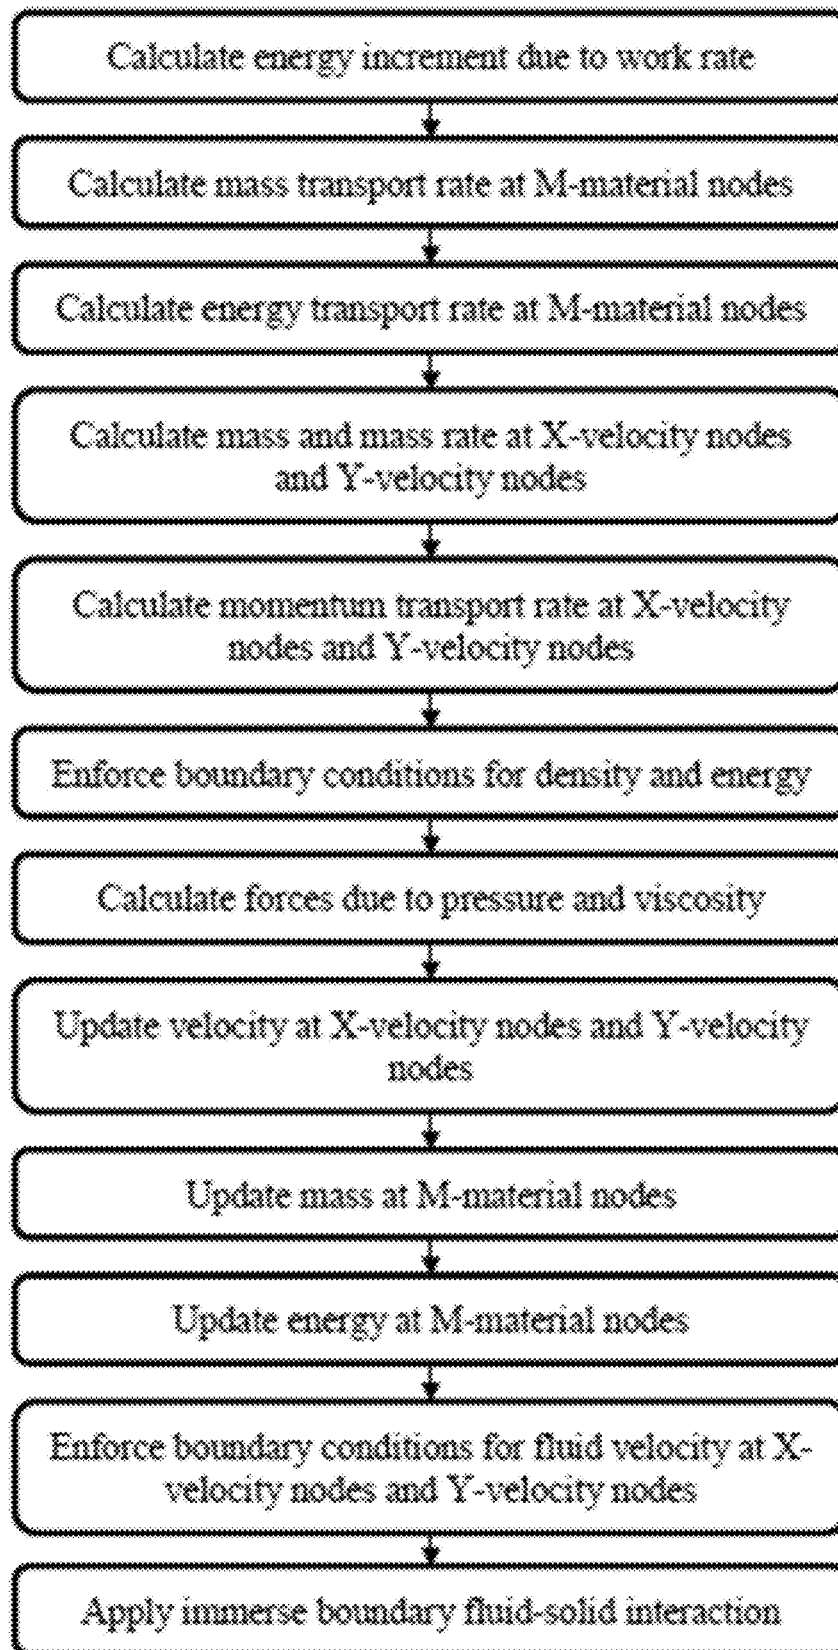 Calculate energy increment due to work rate
Calculate mass transport rate at M-material nodes
Calculate energy transport rate at M-material nodes
Calculate mass and mass rate at X-velocity nodes
and Y-velocity nodes
Calculate momentum transport rate at X-velocity
nodes and Y-velocity nodes
Enforce boundary conditions for density and energy
Calculate forces due to pressure and viscosity
Update velocity at X-velocity nodes and Y-velocity
nodes
Update mass at M-material nodes
Update energy at M-material nodes
Enforce boundary conditions for fluid velocity at X-
velocity nodes and Y-velocity nodes
Apply immerse boundary fluid-solid interaction